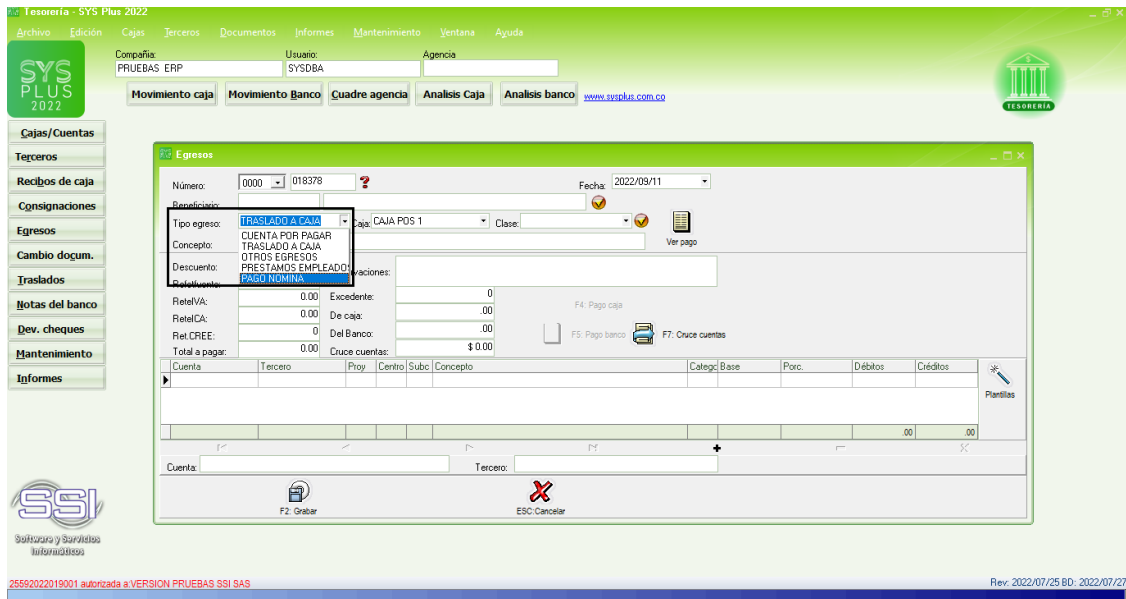 Tesorería - SYS Plus 2022
Archivo Edición Cajas Terceros Documentos Informes Mantenimiento Ventana Ayuda
Compañia: Usuario: Agencia
PRUEBAS ERP SYSDBA
SYS
PLUS
2022
Movimiento caja Movimiento Banco Cuadre agencia Analisis Caja Analisis banco www.sysplus.com.co
TESORERÍA
Cajas/Cuentas
Terceros
Recibos de caja
Consignaciones
Egresos
Cambio docum.
Traslados
Notas del banco
Dev. cheques
Mantenimiento
Informes
Egresos
Número: 0000 018378 ? Fecha: 2022/09/11
Beneficiario:
Tipo egreso: TRASLADO A CAJA Caja: CAJA POS 1 Clase:
Ver pago
CUENTA POR PAGAR
TRASLADO A CAJA
OTROS EGRESOS
PRESTAMOS EMPLEADOS
PAGO NOMINA
Concepto:
Descuento: vaciones:
Retefuente:
ReteIVA: 0.00 Excedente: 0
ReteICA: 0.00 De caja: .00
Ret.CREE: 0 Del Banco: .00
Total a pagar: 0.00 Cruce cuentas: $ 0.00
F4: Pago caja
F5: Pago banco F7: Cruce cuentas
Cuenta Tercero Proy Centro Subc Concepto Categc Base Porc. Débitos Créditos
Plantillas
.00 .00
Cuenta: Tercero:
F2: Grabar ESC:Cancelar
SSI
Software y Servicios
Informáticos
25592022019001 autorizada a:VERSION PRUEBAS SSI SAS Rev: 2022/07/25 BD: 2022/07/27